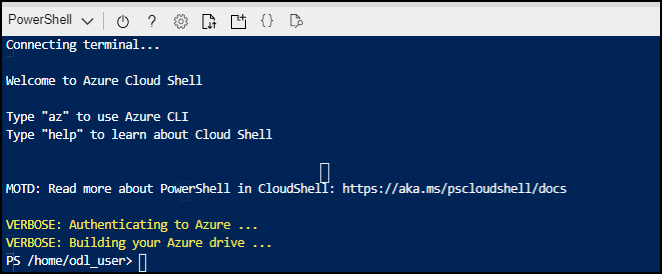 PowerShell
Connecting terminal...
Welcome to Azure Cloud Shell
Type "az" to use Azure CLI
Type "help" to learn about Cloud Shell
MOTD: Read more about PowerShell in CloudShell: https://aka.ms/pscloudshell/docs
VERBOSE: Authenticating to Azure ...
VERBOSE: Building your Azure drive ...
PS /home/odl_user>